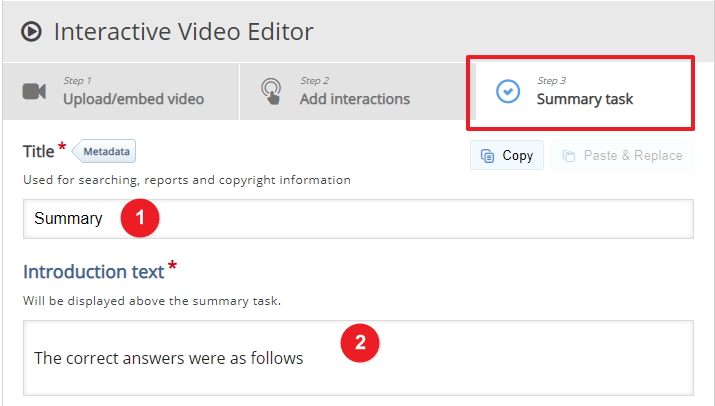 Interactive Video Editor
Step 1
Upload/embed video
Step 2
Add interactions
Step 3
Summary task
Title * Metadata
Copy
Paste & Replace
Used for searching, reports and copyright information
Summary 1
Introduction text *
Will be displayed above the summary task.
The correct answers were as follows 2